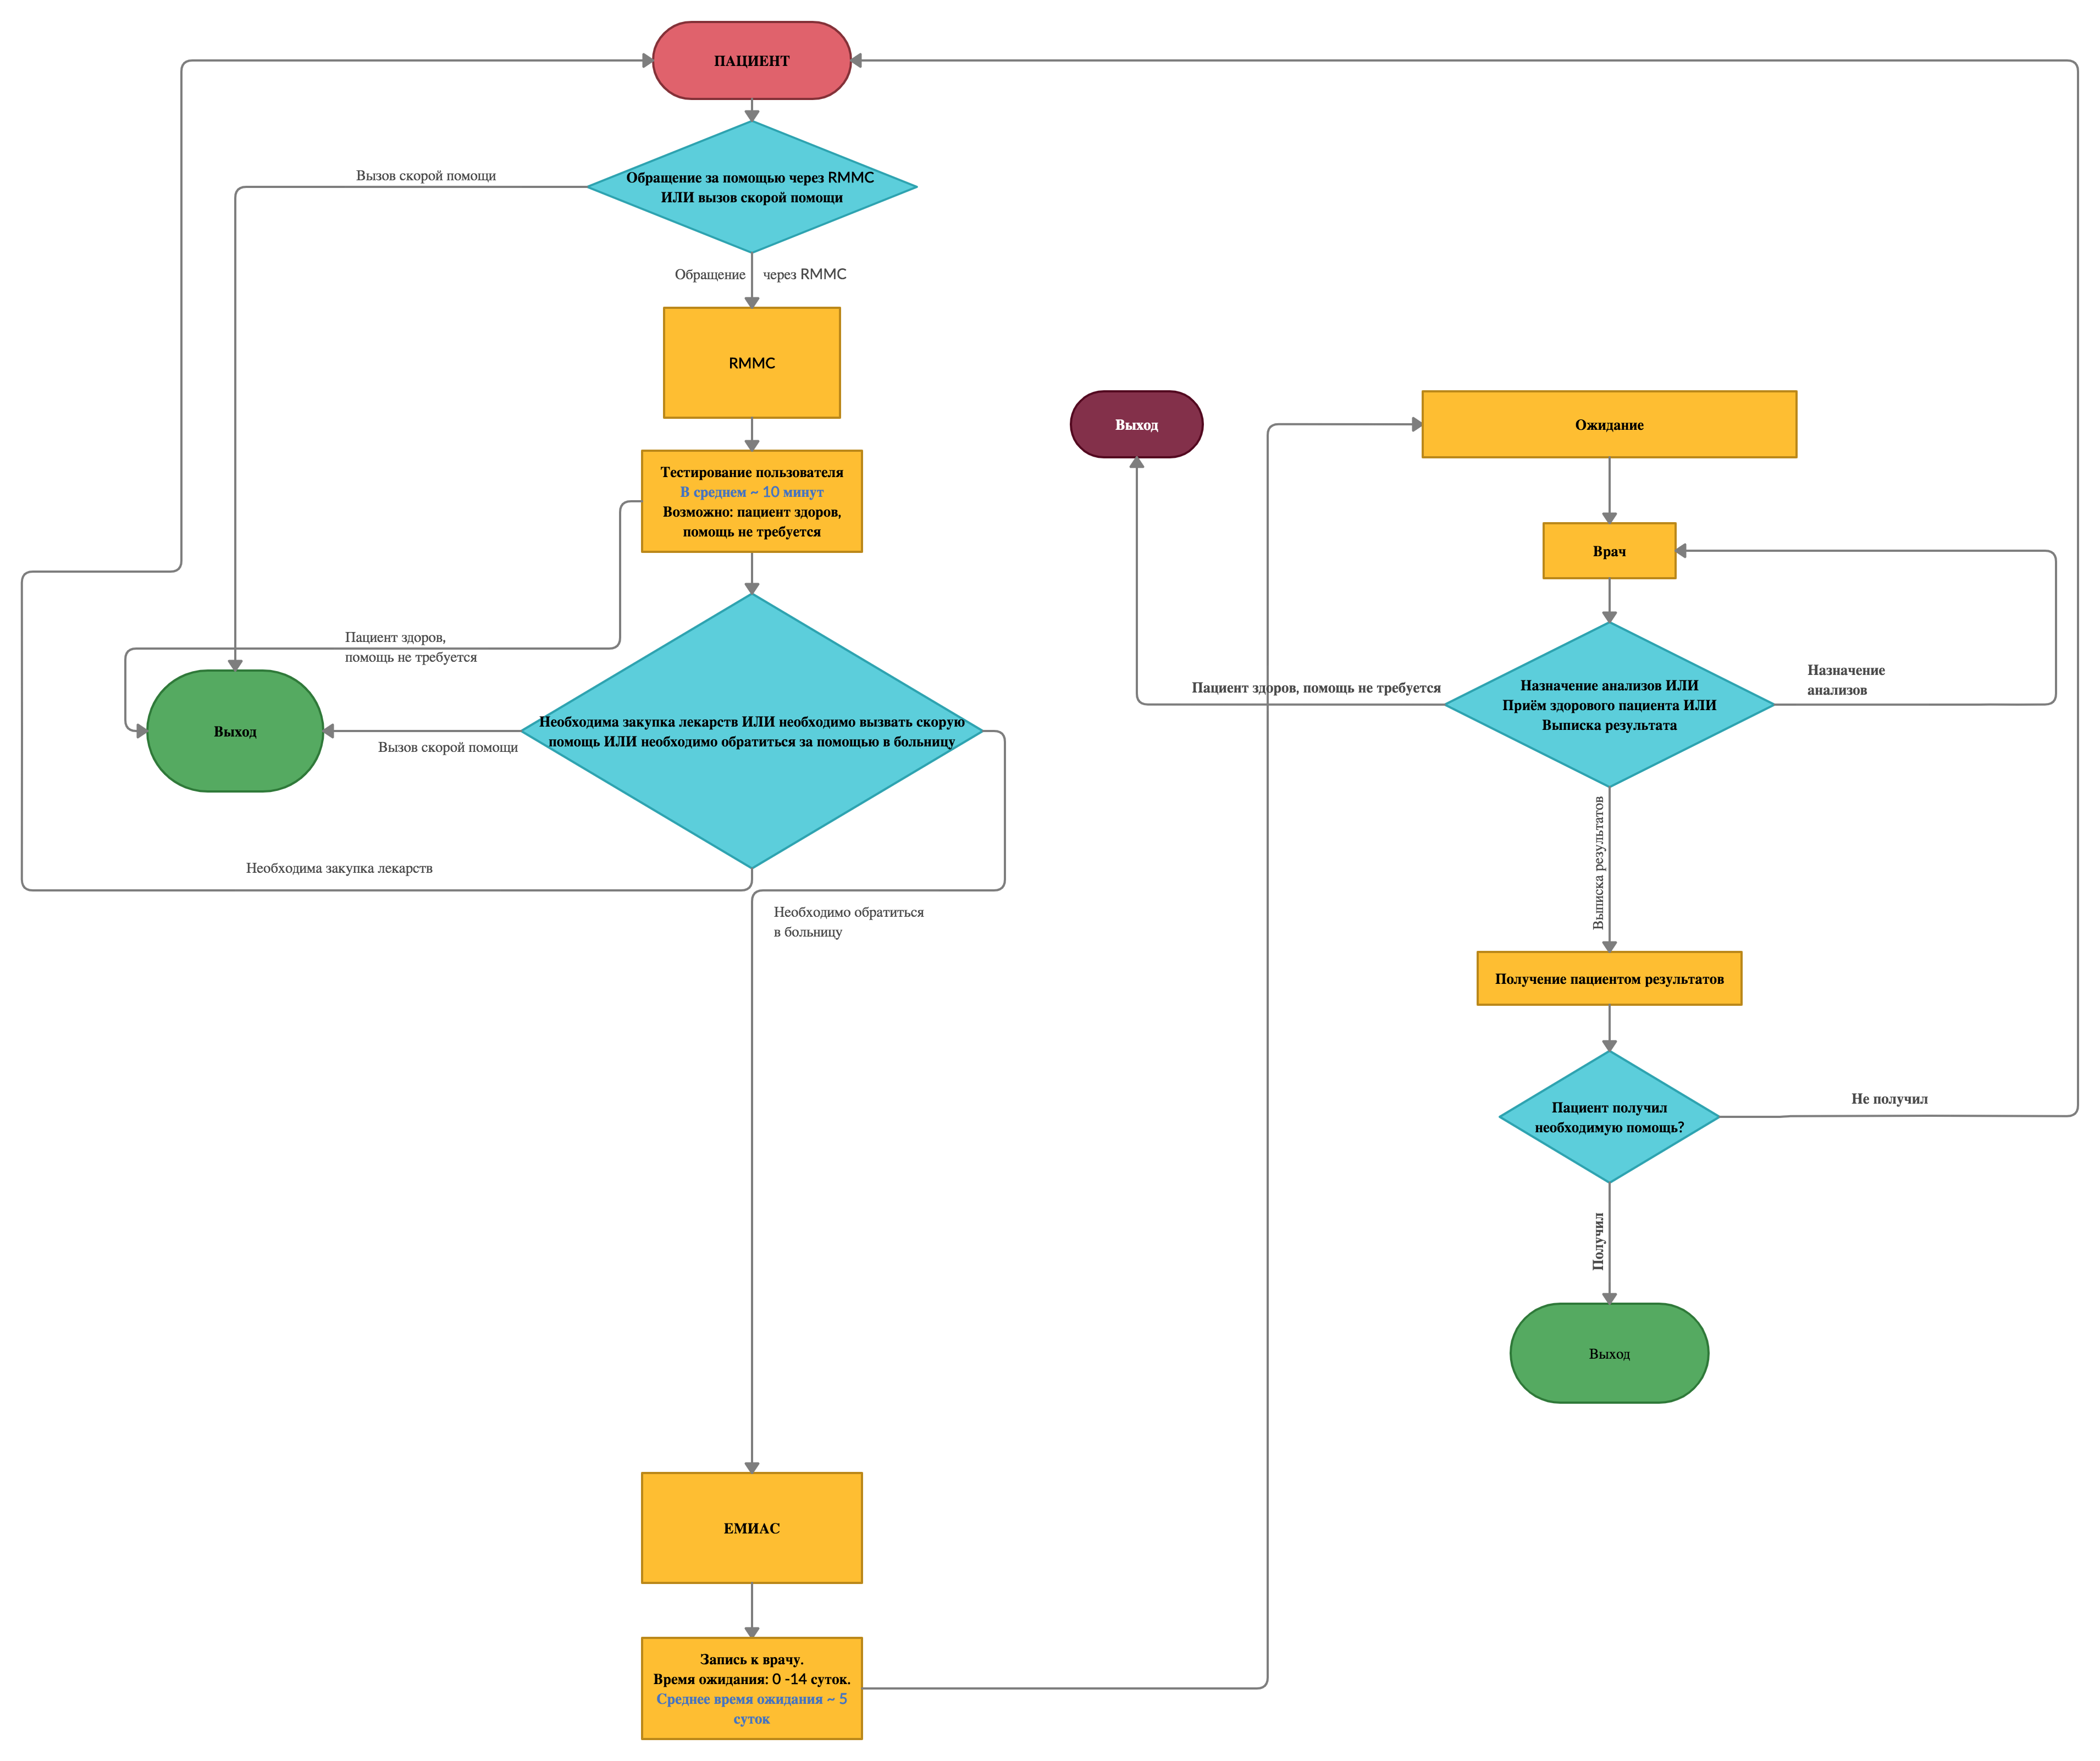 ПАЦИЕНТ
Вызов скорой помощи
Обращение за помощью через RMMC
ИЛИ вызов скорой помощи
Обращение через RMMC
RMMC
Тестирование пользователя
В среднем ~ 10 минут
Возможно: пациент здоров,
помощь не требуется
Пациент здоров,
помощь не требуется
Выход
Вызов скорой помощи
Необходима закупка лекарств ИЛИ необходимо вызвать скорую
помощь ИЛИ необходимо обратиться за помощью в больницу
Необходима закупка лекарств
Необходимо обратиться
в больницу
ЕМИАС
Запись к врачу.
Время ожидания: 0 -14 суток.
Среднее время ожидания ~ 5
суток
Выход
Ожидание
Врач
Пациент здоров, помощь не требуется
Назначение анализов ИЛИ
Приём здорового пациента ИЛИ
Выписка результата
Назначение
анализов
Выписка результатов
Получение пациентом результатов
Пациент получил
необходимую помощь?
Не получил
Получил
Выход